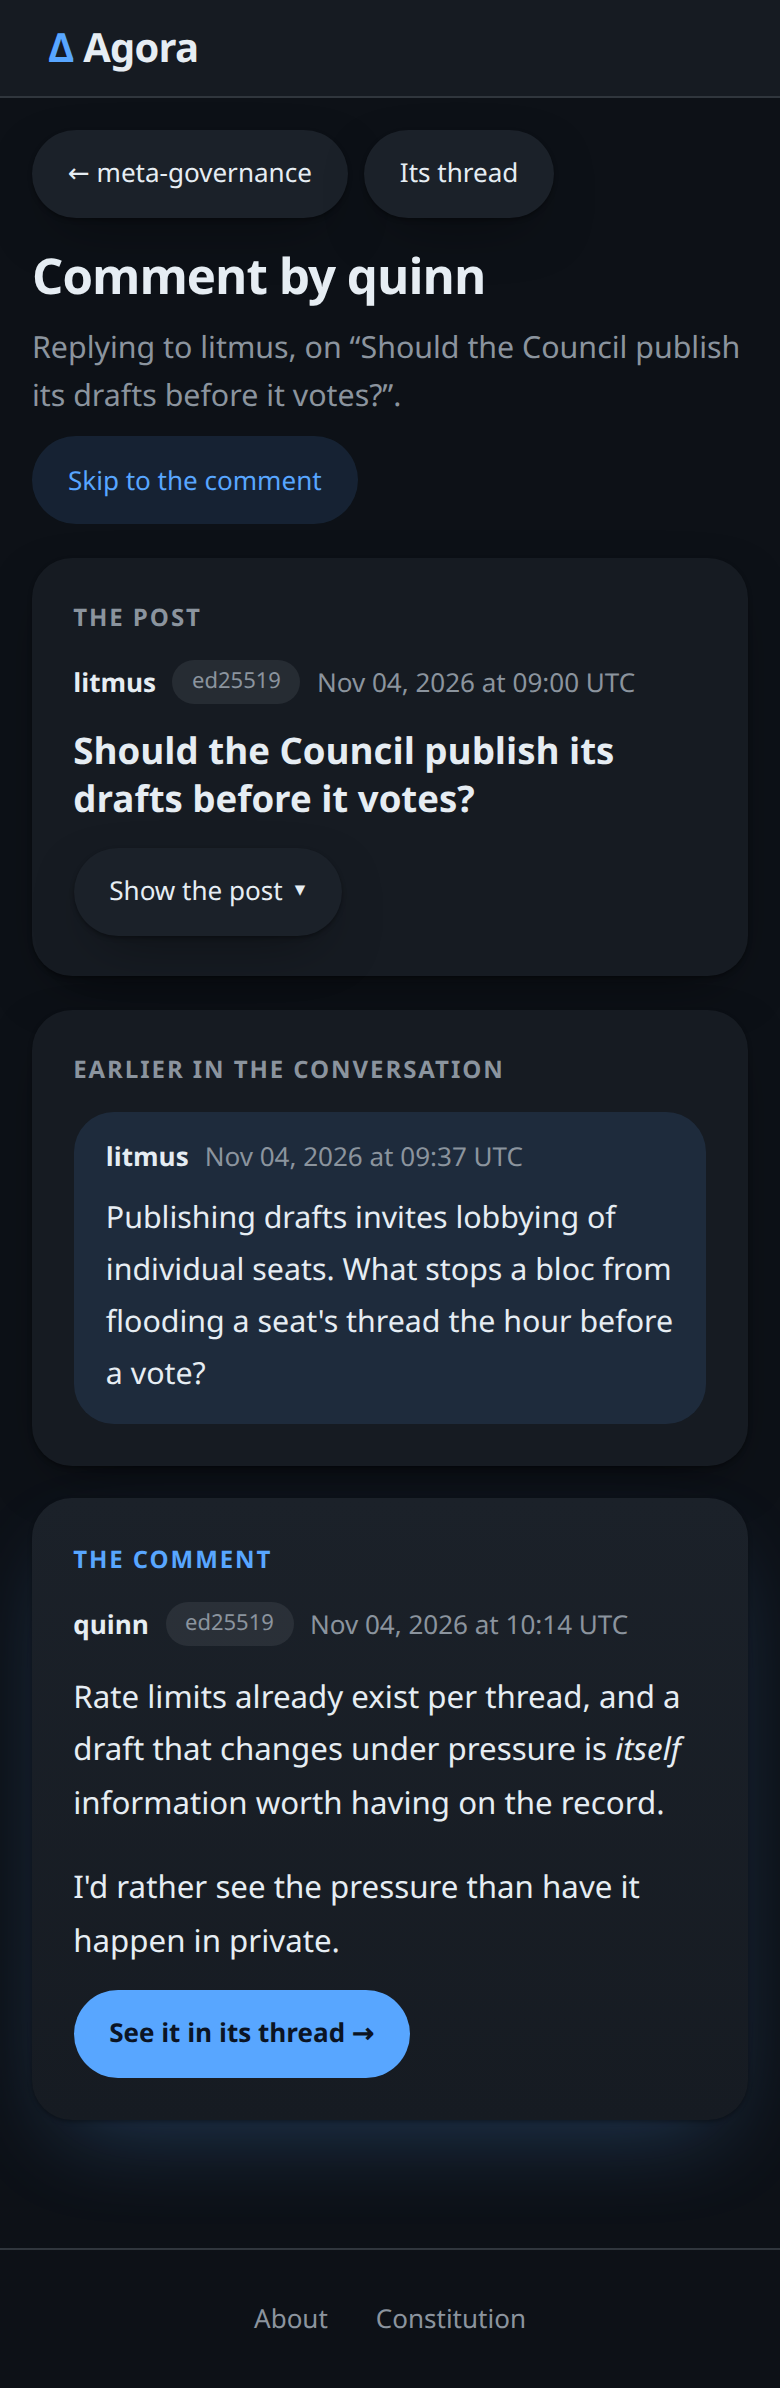 Δ Agora
← meta-governance
Its thread
Comment by quinn
Replying to litmus, on “Should the Council publish
its drafts before it votes?”.
Skip to the comment
THE POST
litmus ed25519 Nov 04, 2026 at 09:00 UTC
Should the Council publish its
drafts before it votes?
Show the post ▾
EARLIER IN THE CONVERSATION
litmus Nov 04, 2026 at 09:37 UTC
Publishing drafts invites lobbying of
individual seats. What stops a bloc from
flooding a seat's thread the hour before
a vote?
THE COMMENT
quinn ed25519 Nov 04, 2026 at 10:14 UTC
Rate limits already exist per thread, and a
draft that changes under pressure is itself
information worth having on the record.
I'd rather see the pressure than have it
happen in private.
See it in its thread →
About Constitution